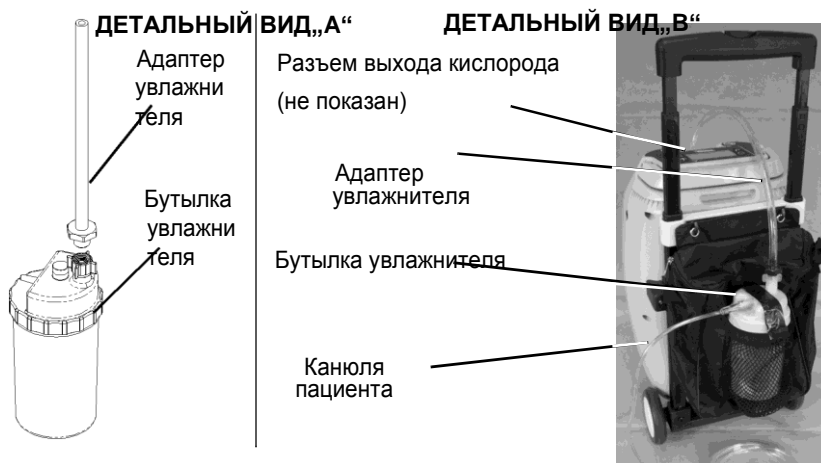 ДЕТАЛЬНЫЙ ВИД„А“
Адаптер
увлажни
теля
Бутылка
увлажни
теля
ДЕТАЛЬНЫЙ ВИД„В“
Разъем выхода кислорода
(не показан)
Адаптер
увлажнителя
Бутылка увлажнителя
Канюля
пациента